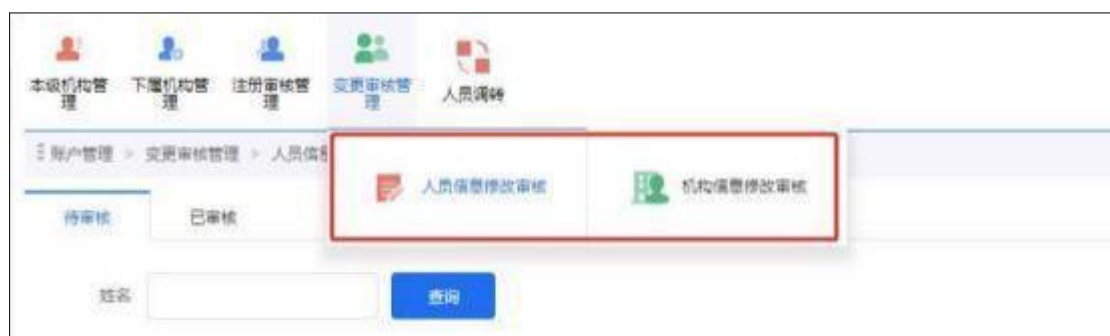 本级机构管
理
下属机构管
理
注册审核管
理
变更审核管
理
人员调转
账户管理 > 变更审核管理 > 人员信息
人员信息修改审核
机构信息修改审核
待审核
已审核
姓名
查询